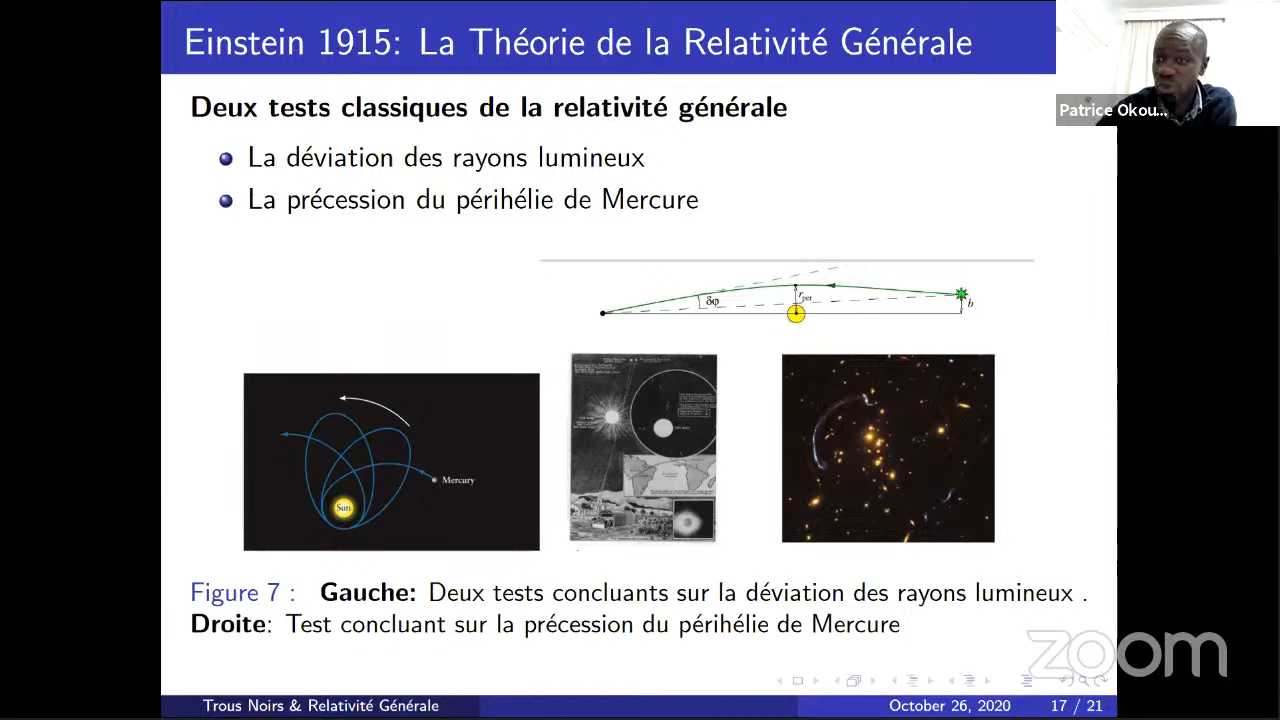 Einstein 1915: La Théorie de la Relativité Générale
Patrice Okou...
Deux tests classiques de la relativité générale
La déviation des rayons lumineux
La précession du périhélie de Mercure
δφ
r per
b
Mercury
Sun
Figure 7 : Gauche: Deux tests concluants sur la déviation des rayons lumineux .
Droite: Test concluant sur la précession du périhélie de Mercure
zoom
Trous Noirs & Relativité Générale
October 26, 2020
17 / 21